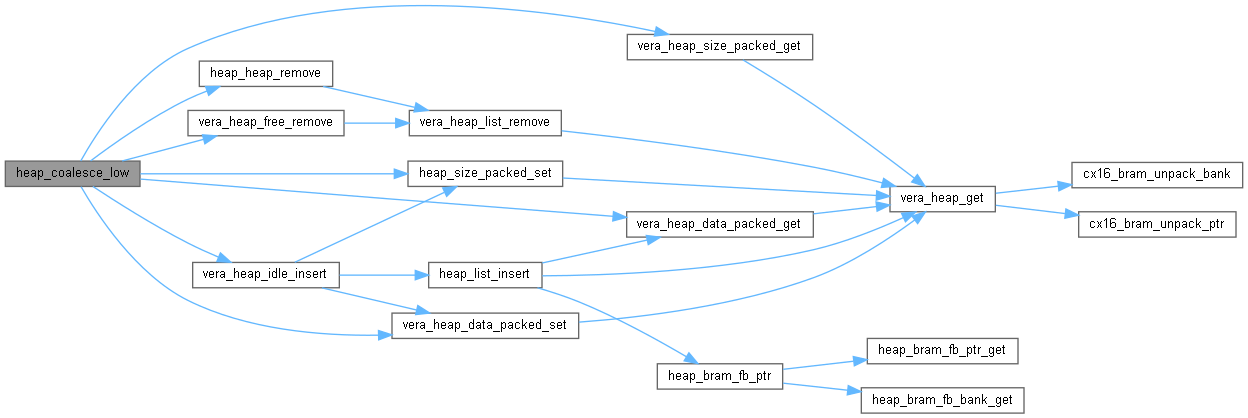 vera_heap_size_packed_get
heap_heap_remove
vera_heap_free_remove
vera_heap_list_remove
heap_coalesce_low
heap_size_packed_set
vera_heap_get
cx16_bram_unpack_bank
cx16_bram_unpack_ptr
vera_heap_data_packed_get
vera_heap_idle_insert
heap_list_insert
vera_heap_data_packed_set
heap_bram_fb_ptr
heap_bram_fb_ptr_get
heap_bram_fb_bank_get